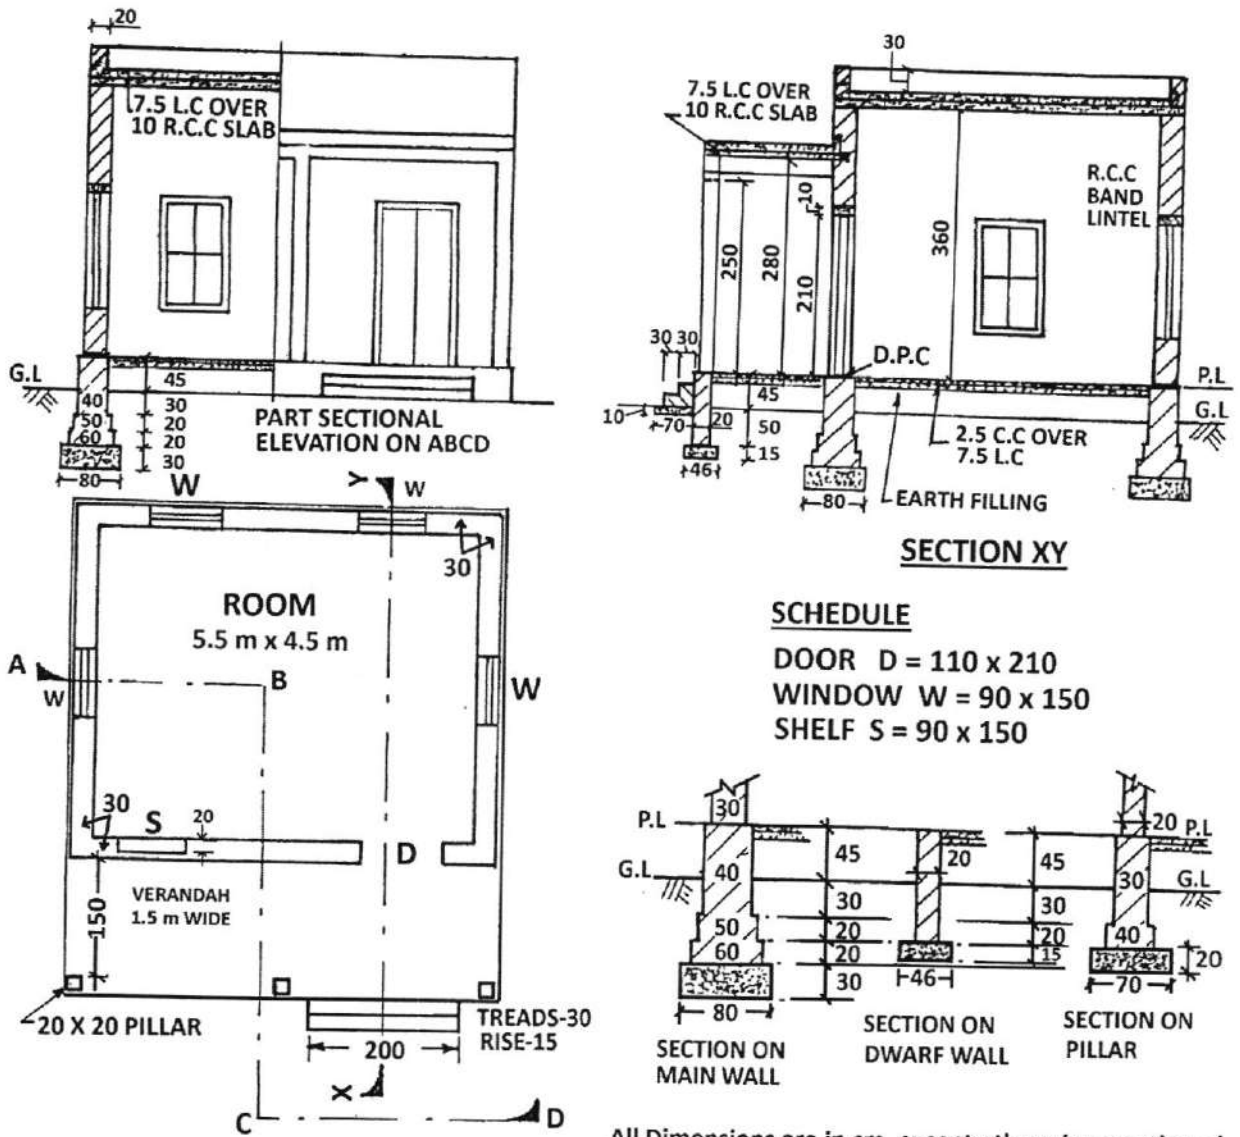 20
7.5 L.C OVER
10 R.C.C SLAB
G.L
45
40
30
50
20
60
20
30
80
PART SECTIONAL
ELEVATION ON ABCD
30
7.5 L.C OVER
10 R.C.C SLAB
R.C.C
BAND
LINTEL
10
250
280
210
360
30 30
D.P.C
P.L
G.L
45
10
70
20
50
15
46
80
2.5 C.C OVER
7.5 L.C
EARTH FILLING
SECTION XY
W
Y
W
30
ROOM
5.5 m x 4.5 m
A
W
B
W
30
S
20
D
VERANDAH
1.5 m WIDE
150
20 X 20 PILLAR
TREADS-30
RISE-15
200
X
C
D
SCHEDULE
DOOR D = 110 x 210
WINDOW W = 90 x 150
SHELF S = 90 x 150
P.L
30
G.L
40
45
50
30
60
20
20
30
80
SECTION ON
MAIN WALL
20
45
30
20
15
46
SECTION ON
DWARF WALL
20
P.L
30
G.L
40
20
70
SECTION ON
PILLAR
All Dimensions are in cm